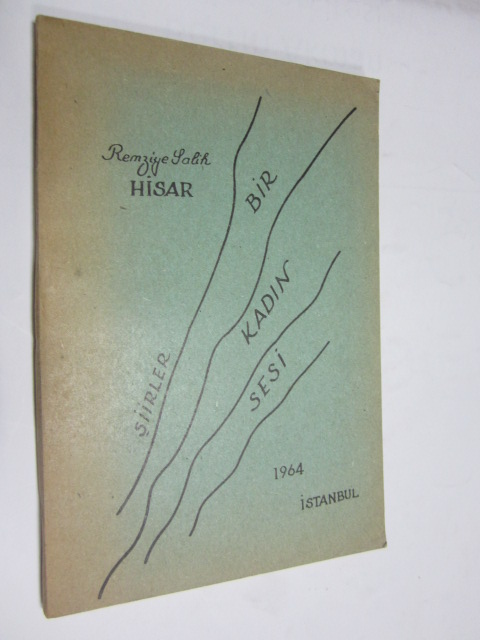 Remziye Salih
HİSAR
BİR
KADIN
SESİ
ŞİİRLER
1964
İSTANBUL